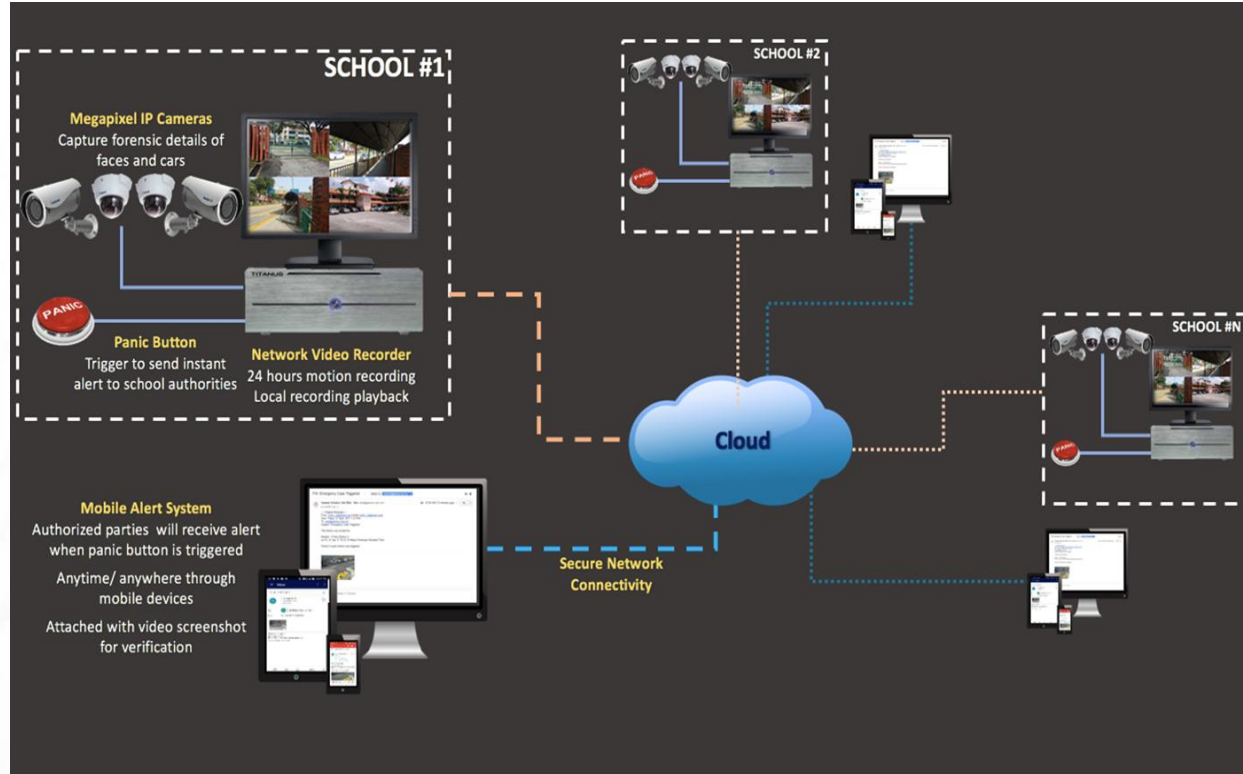 SCHOOL #1
Megapixel IP Cameras
Capture forensic details of
faces and cars
TITANUS
PANIC
Panic Button
Trigger to send instant
alert to school authorities
Network Video Recorder
24 hours motion recording
Local recording playback
SCHOOL #2
PANIC
SCHOOL #N
PANIC
Cloud
Mobile Alert System
Authorized parties will receive alert
when panic button is triggered
Anytime/ anywhere through
mobile devices
Attached with video screenshot
for verification
Secure Network
Connectivity